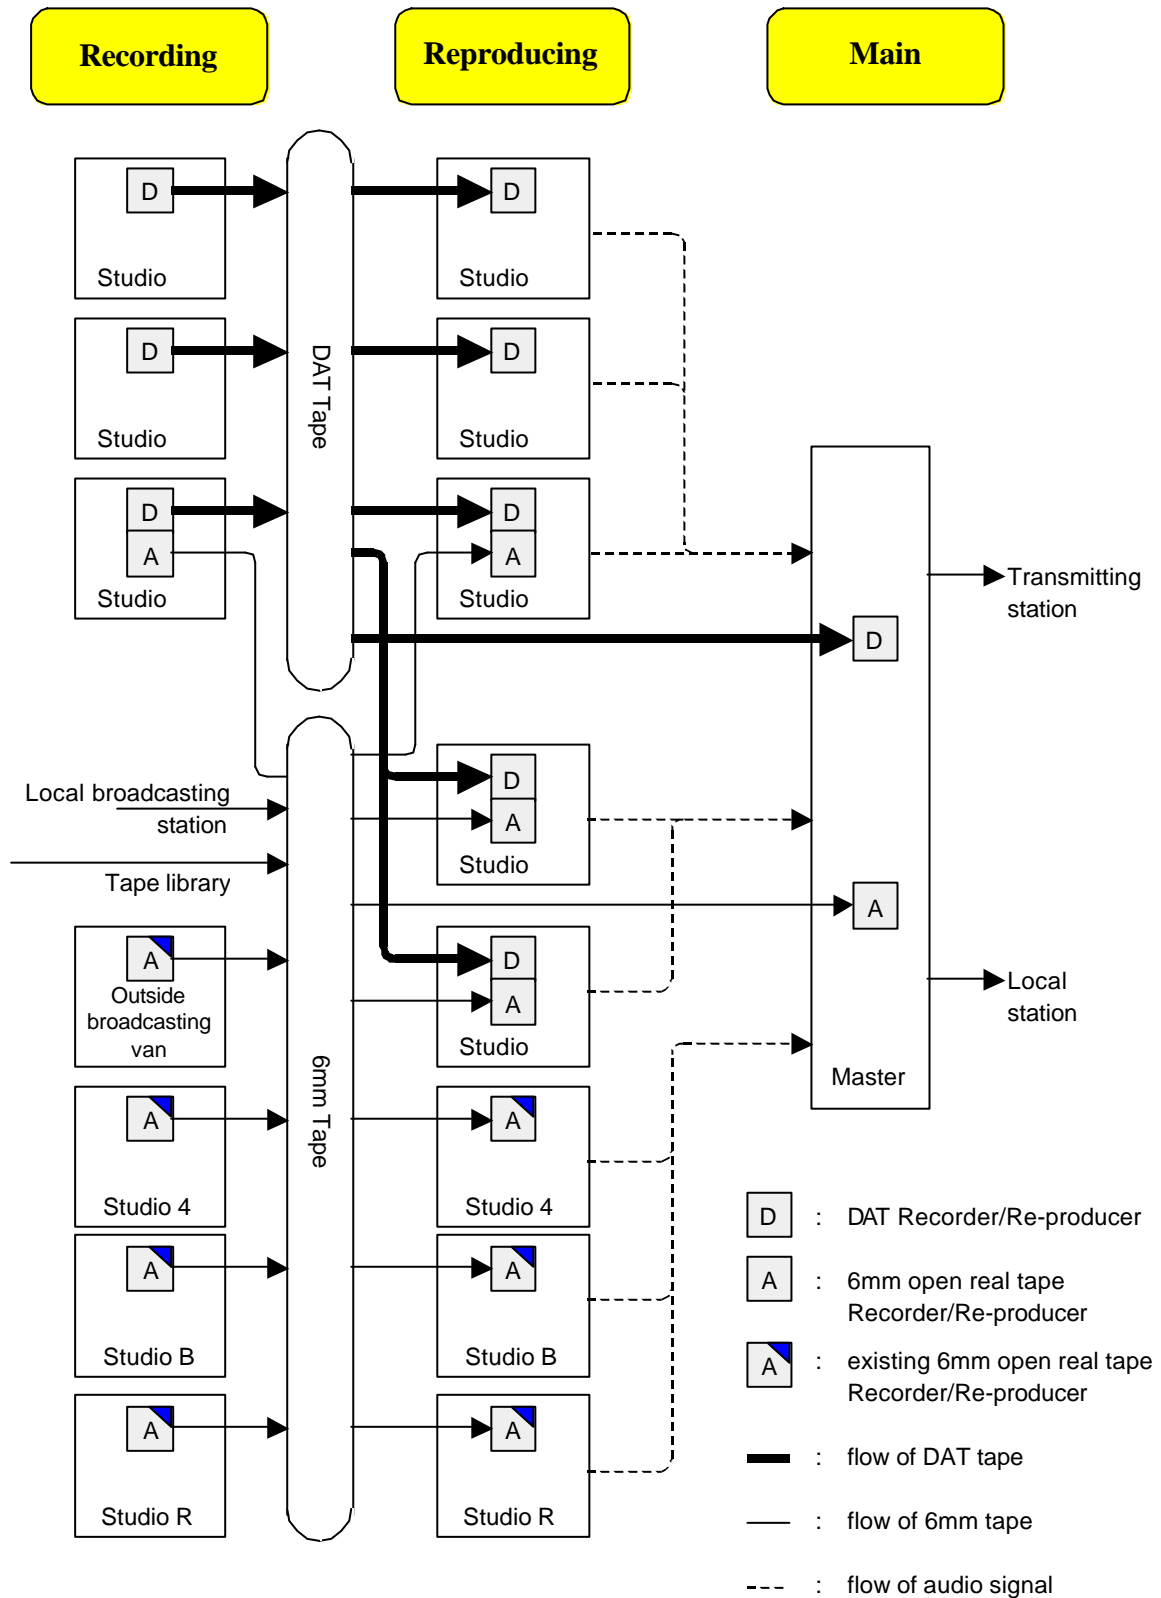 Recording
Reproducing
Main
D
D
Studio
Studio
D
D
Studio
Studio
DAT Tape
D
D
A
A
Studio
Studio
Transmitting
station
D
D
Local broadcasting
station
A
Studio
Tape library
A
A
D
Outside
broadcasting
van
A
Studio
Local
station
6mm Tape
Master
A
A
Studio 4
Studio 4
A
A
Studio B
Studio B
A
A
Studio R
Studio R
D : DAT Recorder/Re-producer
A : 6mm open real tape
Recorder/Re-producer
A : existing 6mm open real tape
Recorder/Re-producer
: flow of DAT tape
: flow of 6mm tape
: flow of audio signal